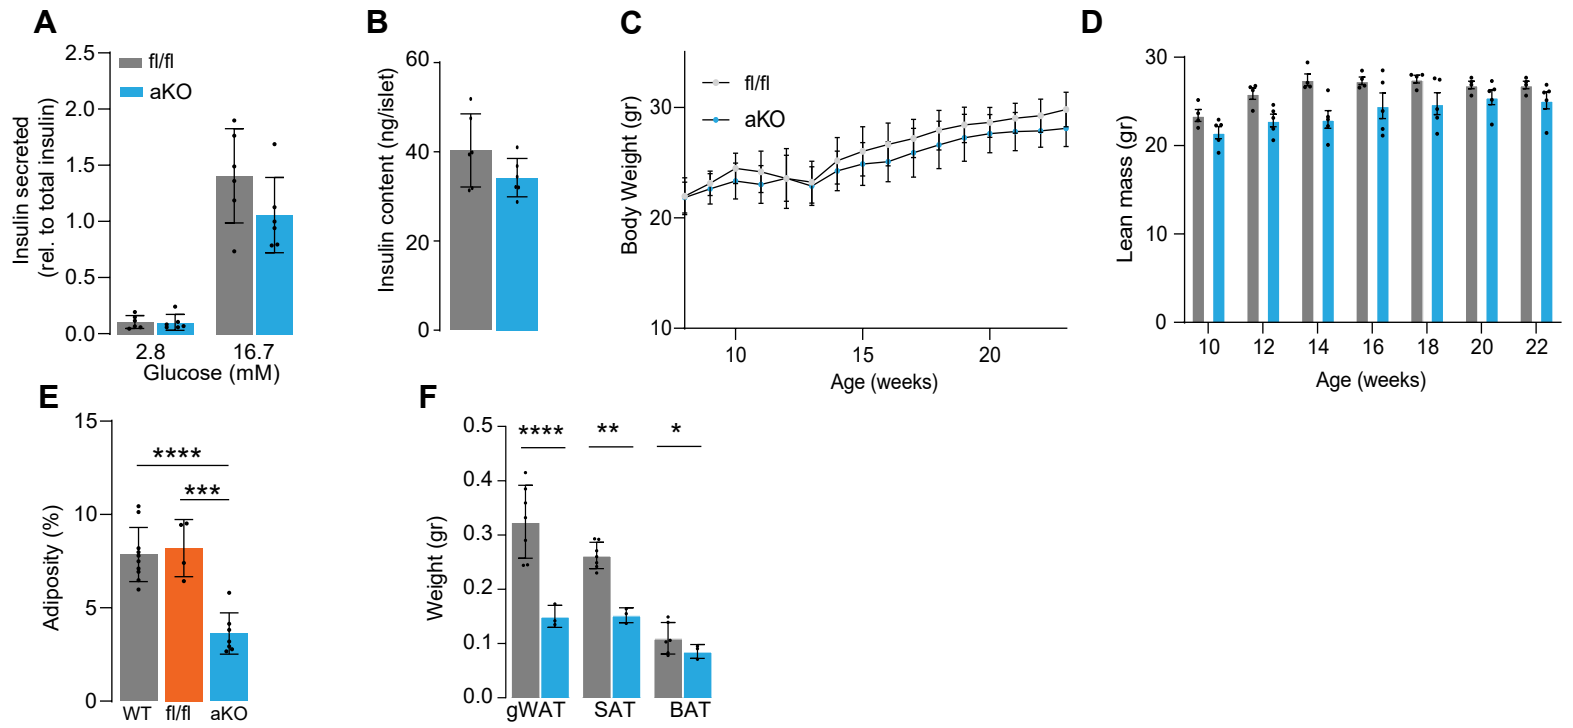 A
2.5
2.0
1.5
1.0
0.5
0.0
Insulin secreted
(rel. to total insulin)
fl/fl
aKO
2.8
16.7
Glucose (mM)
B
60
40
20
0
Insulin content (ng/islet)
C
30
20
10
Body Weight (gr)
fl/fl
aKO
10
15
20
Age (weeks)
D
30
20
10
0
Lean mass (gr)
10
12
14
16
18
20
22
Age (weeks)
E
15
10
5
0
Adiposity (%)
****
***
WT
fl/fl
aKO
F
0.5
0.4
0.3
0.2
0.1
0.0
Weight (gr)
****
**
*
gWAT
SAT
BAT